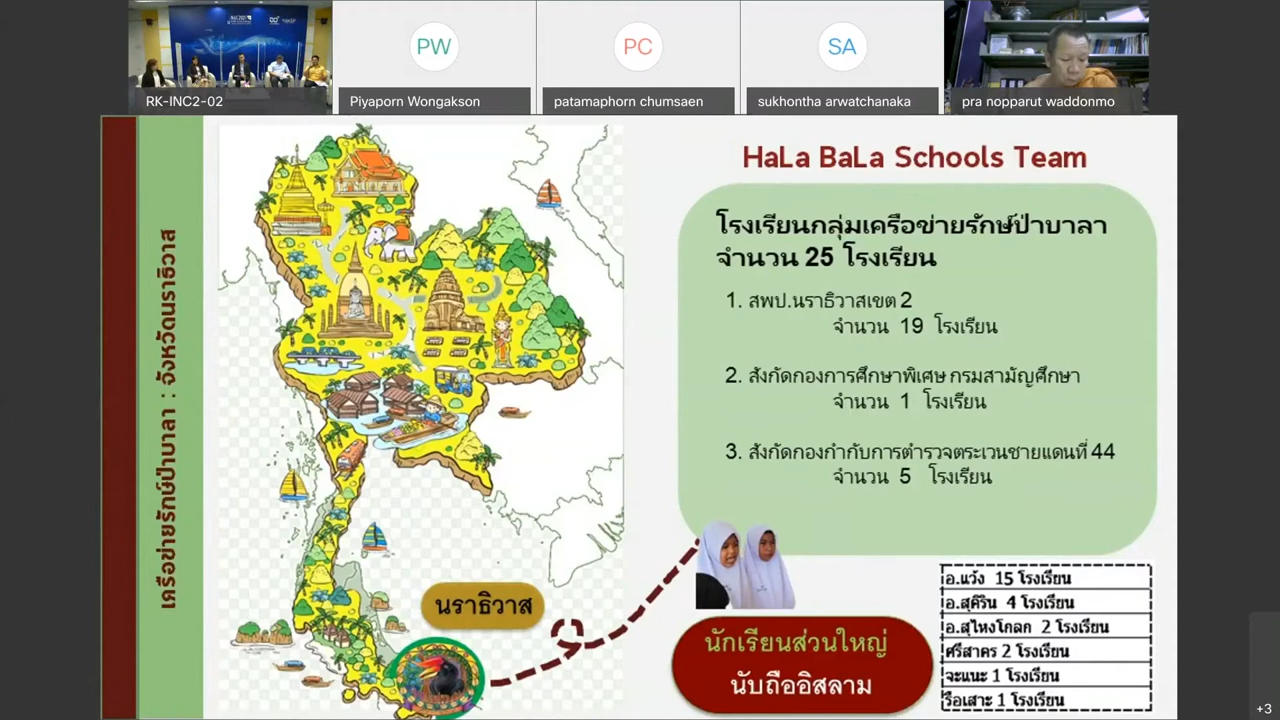 RK-INC2-02
PW
Piyaporn Wongakson
PC
patamaphorn chumsaen
SA
sukhontha arwatchanaka
pra nopparut waddonmo
เครือข่ายรักษ์ป่าบาลา : จังหวัดนราธิวาส
HaLa BaLa Schools Team
โรงเรียนกลุ่มเครือข่ายรักษ์ป่าบาลา
จำนวน 25 โรงเรียน
1. สพป.นราธิวาสเขต 2
จำนวน 19 โรงเรียน
2. สังกัดกองการศึกษาพิเศษ กรมสามัญศึกษา
จำนวน 1 โรงเรียน
3. สังกัดกองกำกับการตำรวจตระเวนชายแดนที่ 44
จำนวน 5 โรงเรียน
นราธิวาส
นักเรียนส่วนใหญ่
นับถืออิสลาม
อ.แว้ง 15 โรงเรียน
อ.สุคิริน 4 โรงเรียน
อ.สุไหงโกลก 2 โรงเรียน
ศรีสาคร 2 โรงเรียน
จะแนะ 1 โรงเรียน
รือเสาะ 1 โรงเรียน
+3